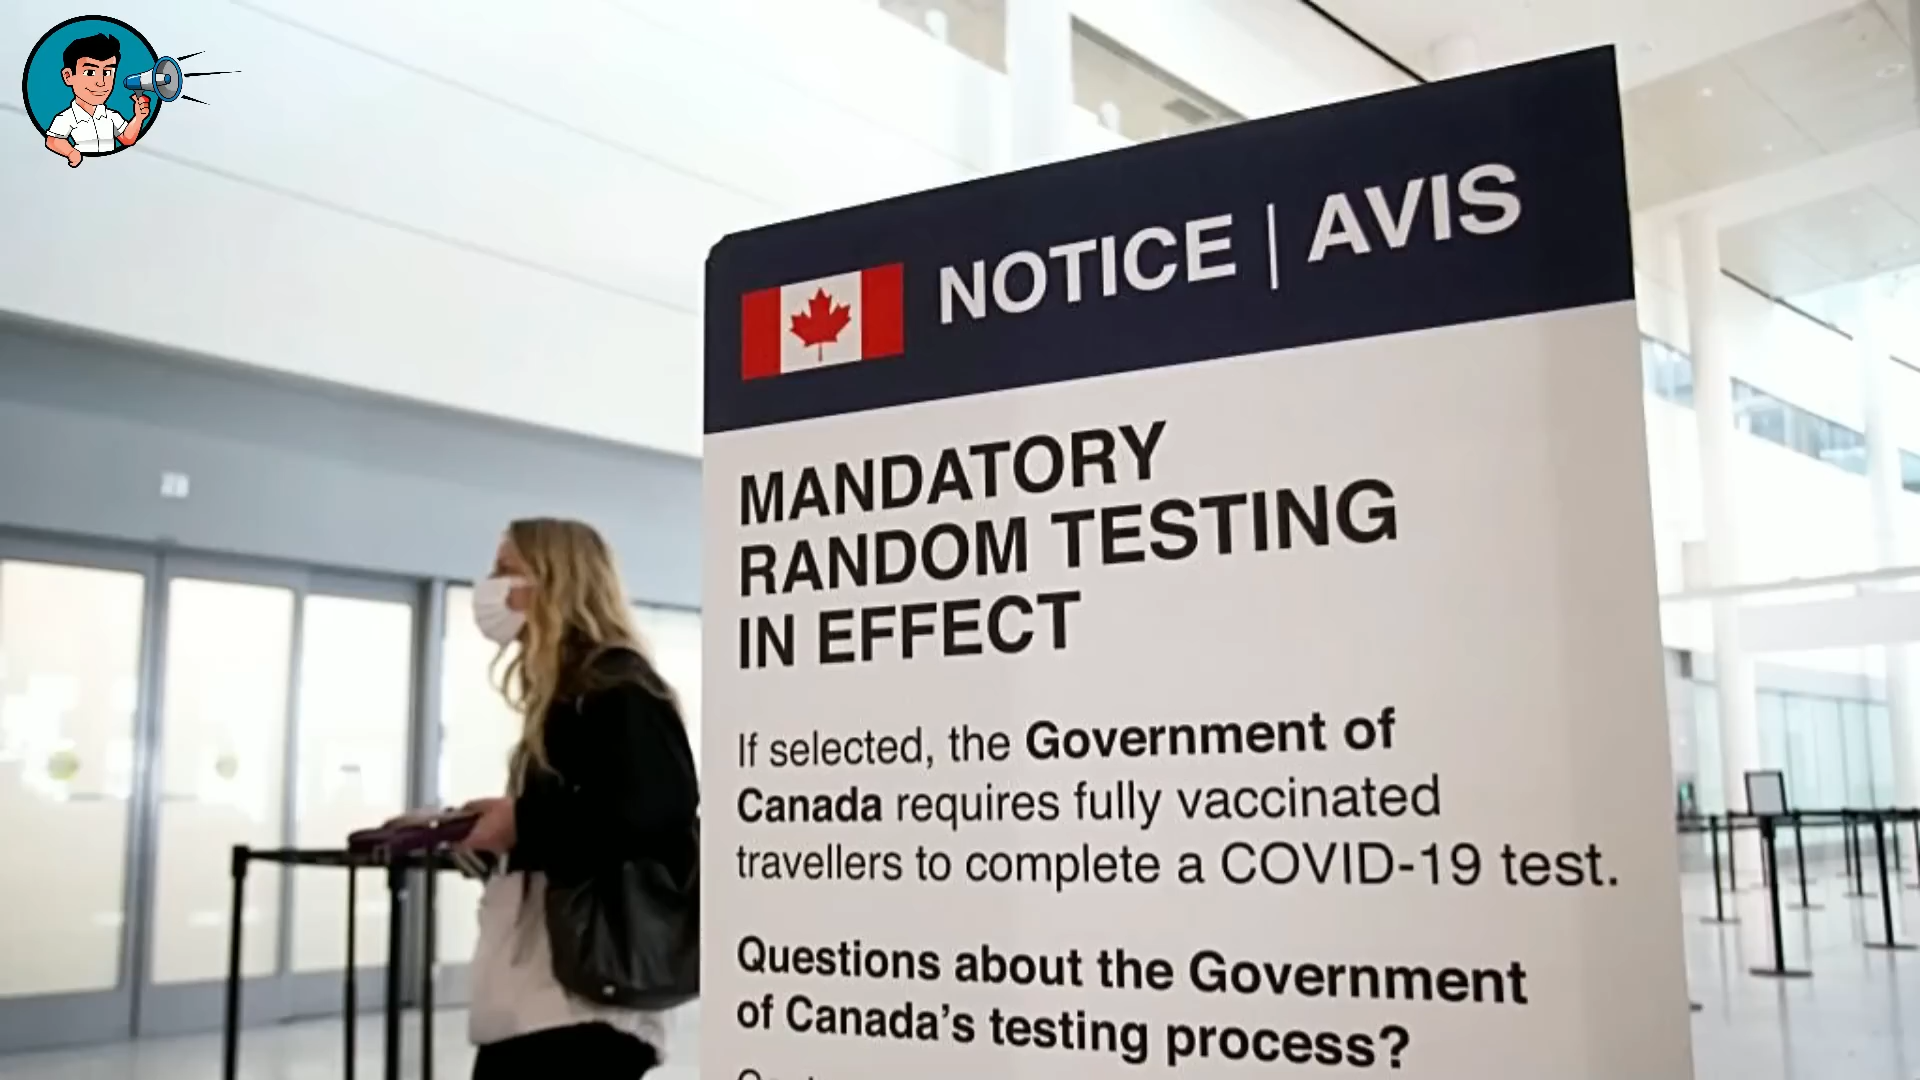 NOTICE | AVIS
MANDATORY
RANDOM TESTING
IN EFFECT
If selected, the Government of
Canada requires fully vaccinated
travellers to complete a COVID-19 test.
Questions about the Government
of Canada's testing process?